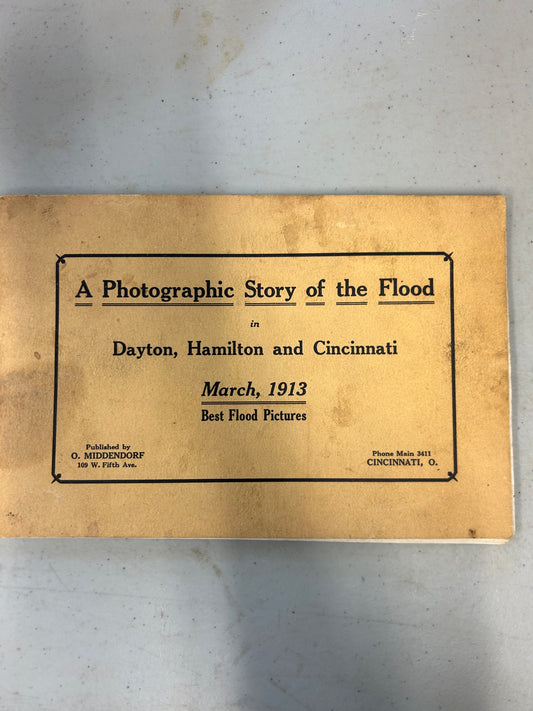 A Photographic Story of the Flood
in
Dayton, Hamilton and Cincinnati
March, 1913
Best Flood Pictures
Published by
O. MIDDENDORF
109 W. Fifth Ave.
Phone Main 3411
CINCINNATI, O.